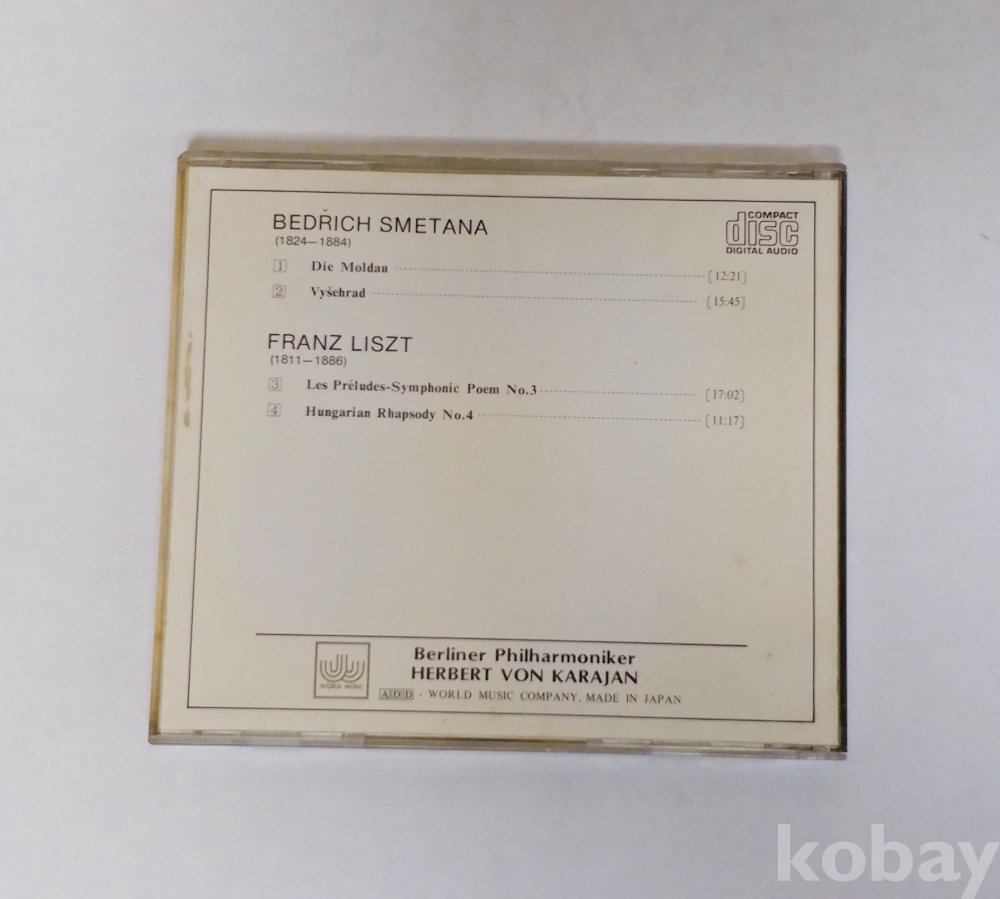 BEDŘICH SMETANA
(1824—1884)
1 Die Moldau [12:21]
2 Vyšehrad [15:45]
FRANZ LISZT
(1811—1886)
3 Les Préludes-Symphonic Poem No.3 [17:02]
4 Hungarian Rhapsody No.4 [11:17]
COMPACT
disc
DIGITAL AUDIO
WORLD MUSIC
Berliner Philharmoniker
HERBERT VON KARAJAN
ADD · WORLD MUSIC COMPANY, MADE IN JAPAN
kobay